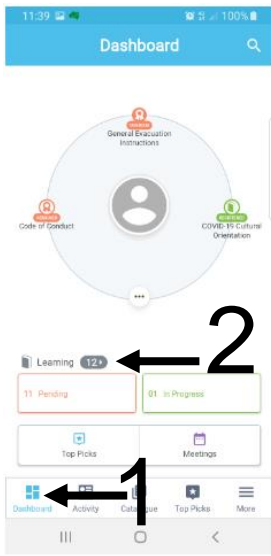 11:39 100%
Dashboard
General Evacuation
Instructions
Code of Conduct
COVID-19 Cultural
Orientation
2
Learning 12
11 Pending
01 In Progress
Top Picks
Meetings
1
Dashboard Activity Catalogue Top Picks More